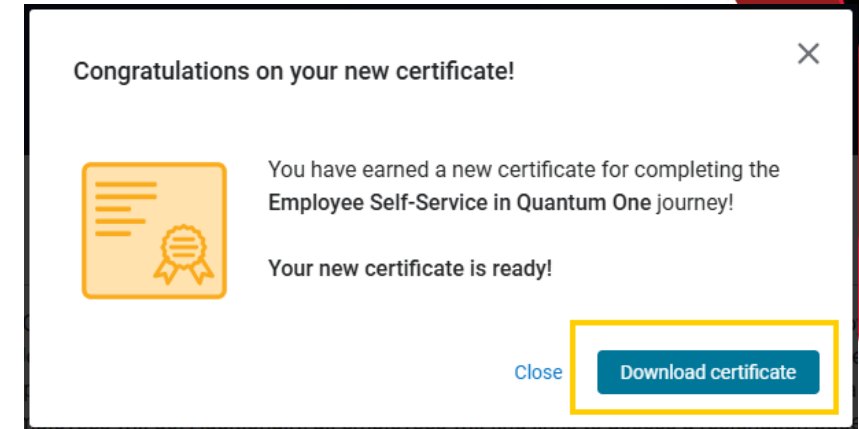 Congratulations on your new certificate!
You have earned a new certificate for completing the
Employee Self-Service in Quantum One journey!
Your new certificate is ready!
Close
Download certificate